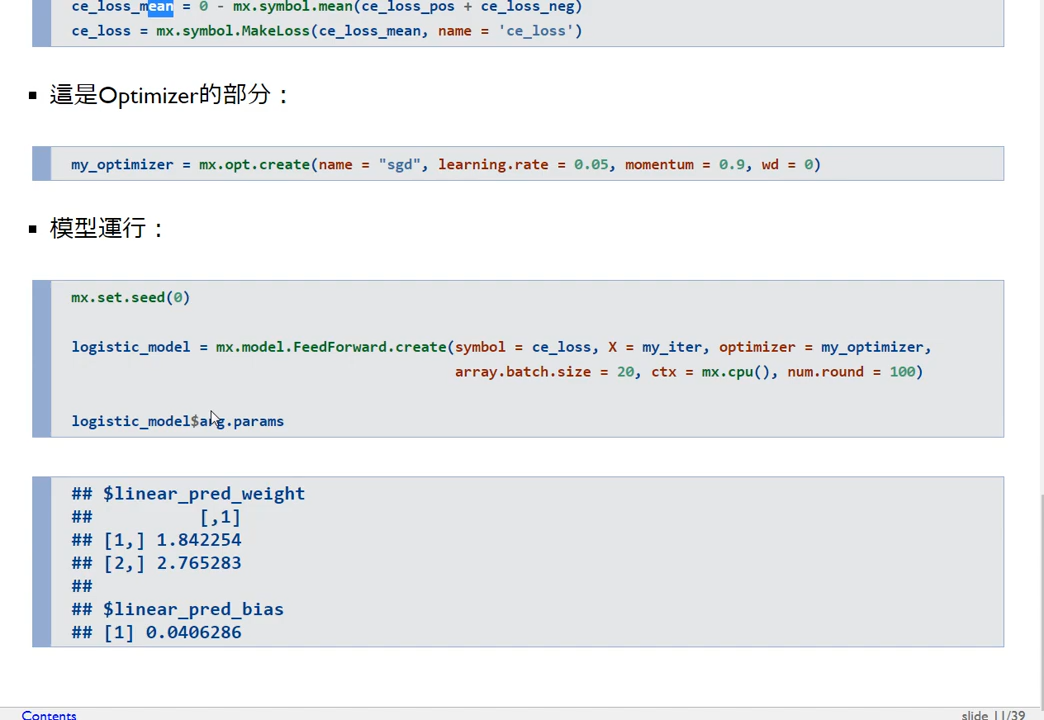 ce_loss_mean = 0 - mx.symbol.mean(ce_loss_pos + ce_loss_neg)
ce_loss = mx.symbol.MakeLoss(ce_loss_mean, name = 'ce_loss')
▪ 這是Optimizer的部分：
my_optimizer = mx.opt.create(name = "sgd", learning.rate = 0.05, momentum = 0.9, wd = 0)
▪ 模型運行：
mx.set.seed(0)
logistic_model = mx.model.FeedForward.create(symbol = ce_loss, X = my_iter, optimizer = my_optimizer,
array.batch.size = 20, ctx = mx.cpu(), num.round = 100)
logistic_model$arg.params
## $linear_pred_weight
## [,1]
## [1,] 1.842254
## [2,] 2.765283
##
## $linear_pred_bias
## [1] 0.0406286
Contents
slide 11/39